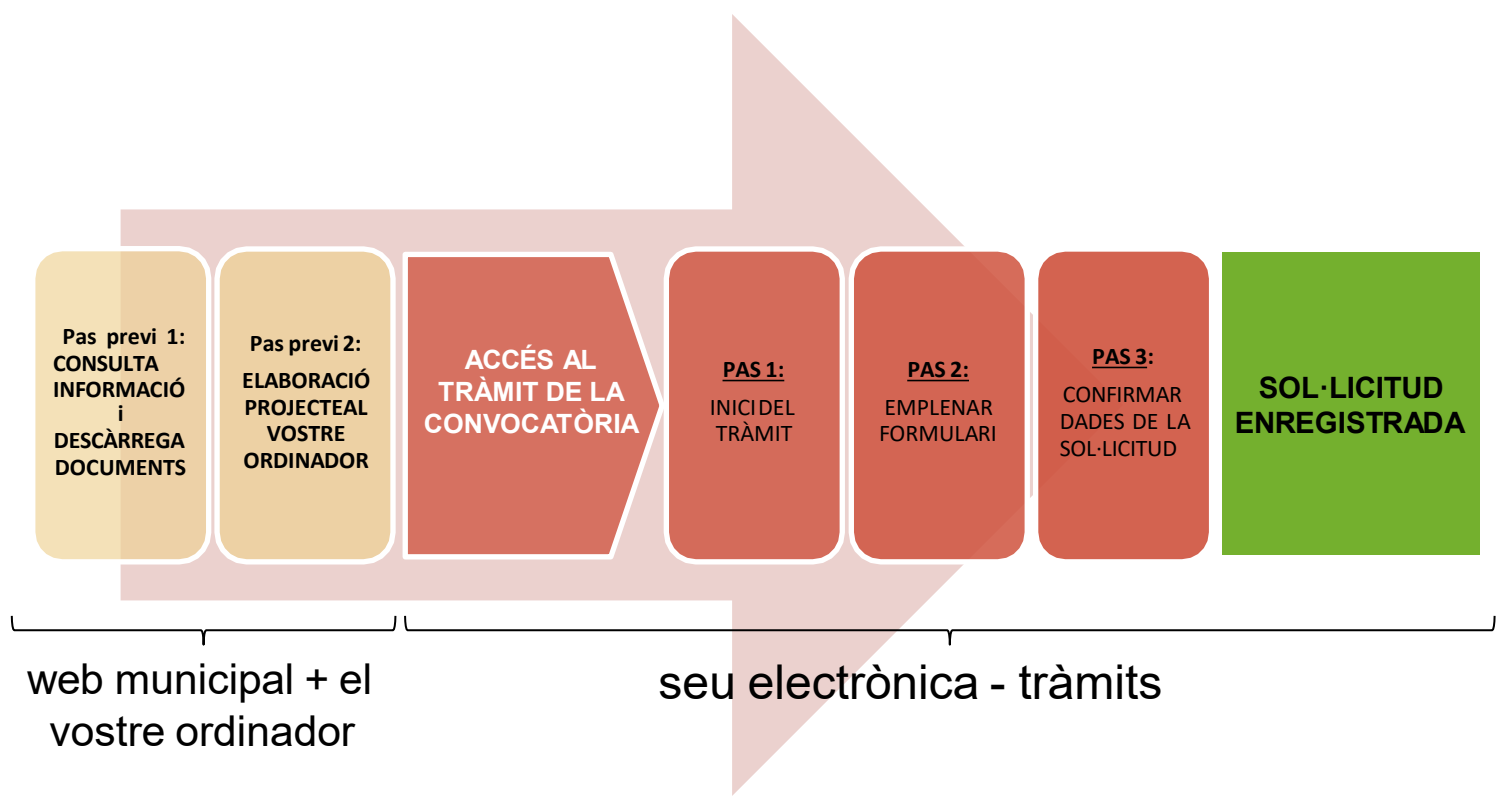 Pas previ 1:
CONSULTA
INFORMACIÓ
i
DESCÀRREGA
DOCUMENTS
Pas previ 2:
ELABORACIÓ
PROJECTEAL
VOSTRE
ORDINADOR
ACCÉS AL
TRÀMIT DE LA
CONVOCATÒRIA
PAS 1:
INICI DEL
TRÀMIT
PAS 2:
EMPLENAR
FORMULARI
PAS 3:
CONFIRMAR
DADES DE LA
SOL·LICITUD
SOL·LICITUD
ENREGISTRADA
web municipal + el
vostre ordinador
seu electrònica - tràmits